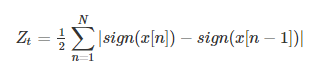 $Z_t = \frac{1}{2} \sum_{n=1}^{N} |sign(x[n]) - sign(x[n-1])|$